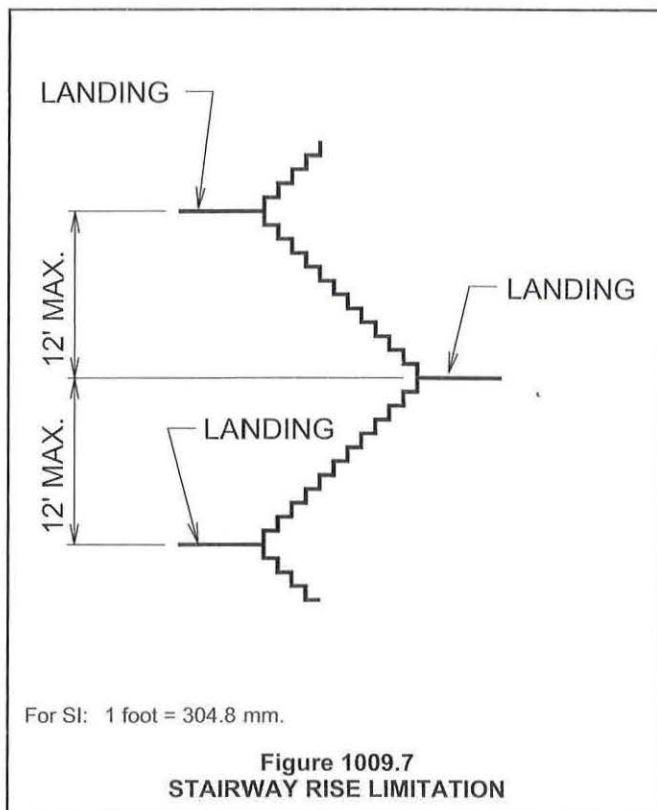 LANDING
12' MAX.
LANDING
12' MAX.
LANDING
For SI: 1 foot = 304.8 mm.
Figure 1009.7
STAIRWAY RISE LIMITATION